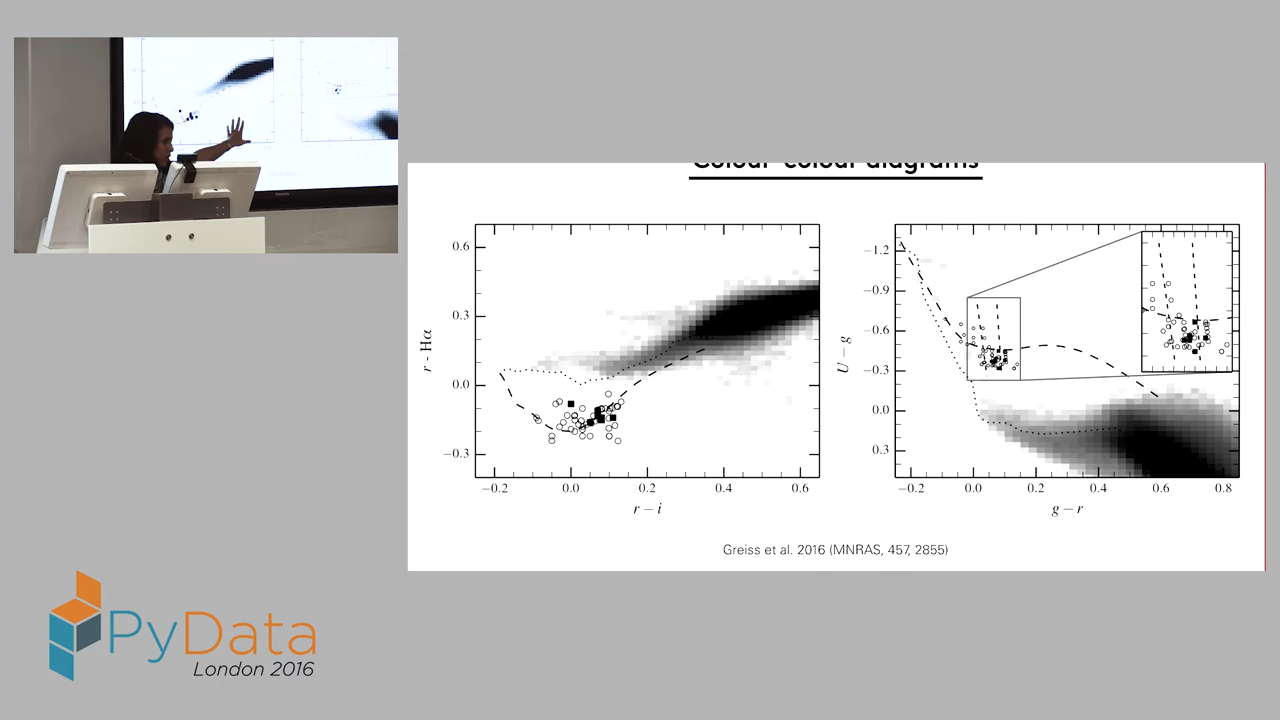 Colour-colour diagrams
0.6
0.3
0.0
−0.3
r - Hα
−0.2
0.0
0.2
0.4
0.6
r − i
−1.2
−0.9
−0.6
−0.3
0.0
0.3
U − g
−0.2
0.0
0.2
0.4
0.6
0.8
g − r
Greiss et al. 2016 (MNRAS, 457, 2855)
PyData
London 2016